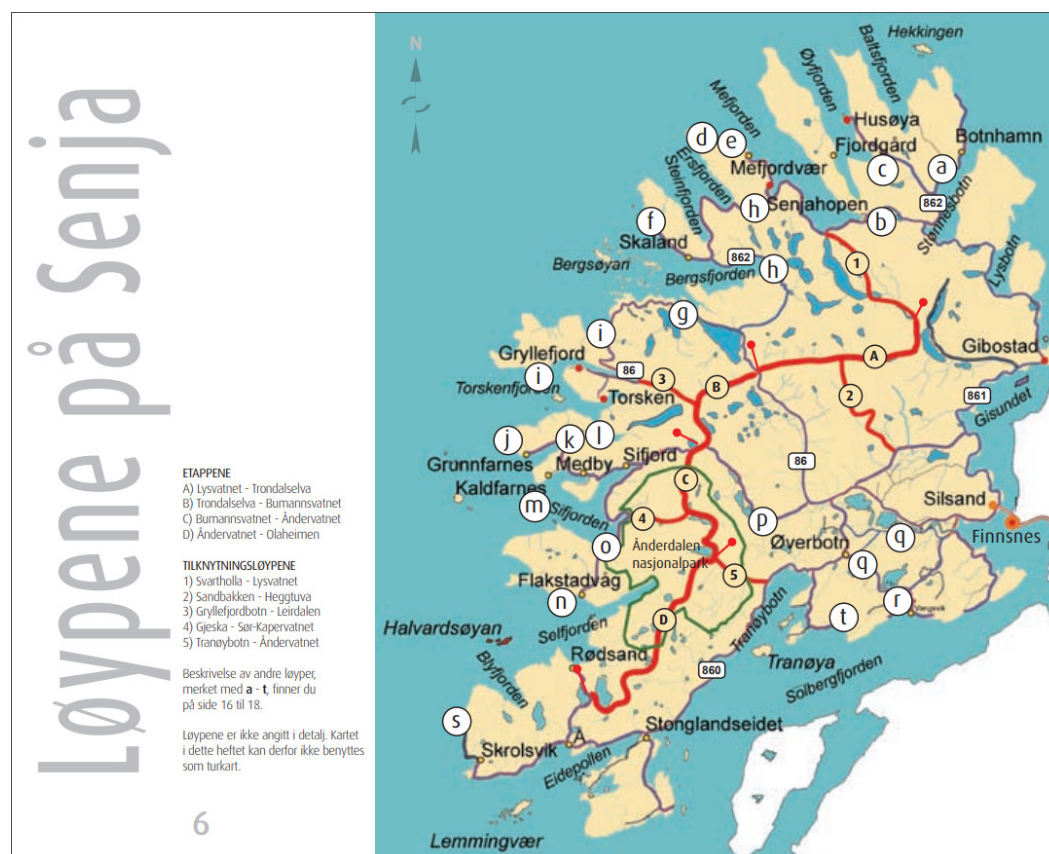 Løypene på Senja
ETAPPENE
A) Lysvatnet - Trondalselva
B) Trondalselva - Bumannsvatnet
C) Bumannsvatnet - Åndervatnet
D) Åndervatnet - Olaheimen
TILKNYTNINGSLØYPENE
1) Svartholla - Lysvatnet
2) Sandbakken - Heggtuva
3) Gryllefjordbotn - Leirdalen
4) Gjeska - Sør-Kapervatnet
5) Tranøybotn - Åndervatnet
Beskrivelse av andre løyper,
merket med a - t, finner du
på side 16 til 18.
Løypene er ikke angitt i detalj. Kartet
i dette heftet kan derfor ikke benyttes
som turkart.
6
N
Hekkingen
Øyfjorden
Baltsfjorden
Mefjorden
Husøya
d
e
Botnhamn
Fjordgård
Ersfjorden
Steinfjorden
Mefjordvær
c
a
862
h
Senjahopen
b
Stønnesbotn
f
Skaland
862
Bergsøyan
Bergsfjorden
h
1
Lysbotn
g
i
Gryllefjord
Gibostad
A
86
3
B
i
Torskenfjorden
Torsken
2
861
Gisundet
j
k
l
Grunnfarnes
Medby
Sifjord
86
Kaldfarnes
C
Silsand
m
Sifjorden
4
p
Finnsnes
q
o
Ånderdalen
nasjonalpark
Øverbotn
q
Flakstadvåg
5
n
r
Vangsvik
t
Selfjorden
D
Tranøybotn
Halvardsøyan
Tranøya
Rødsand
860
Solbergfjorden
Blyfjorden
s
Stonglandseidet
Å
Skrolsvik
Eidepollen
Lemmingvær